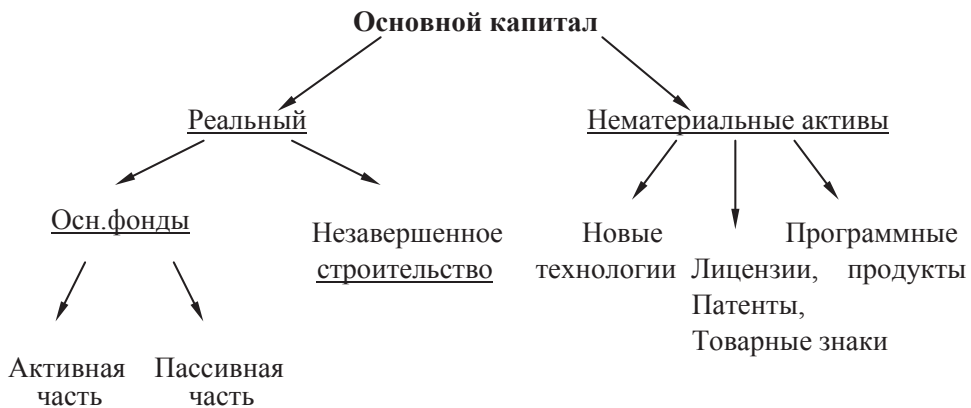 Основной капитал
Реальный
Нематериальные активы
Осн.фонды
Незавершенное
строительство
Новые
технологии
Лицензии,
Патенты,
Товарные знаки
Программные
продукты
Активная
часть
Пассивная
часть